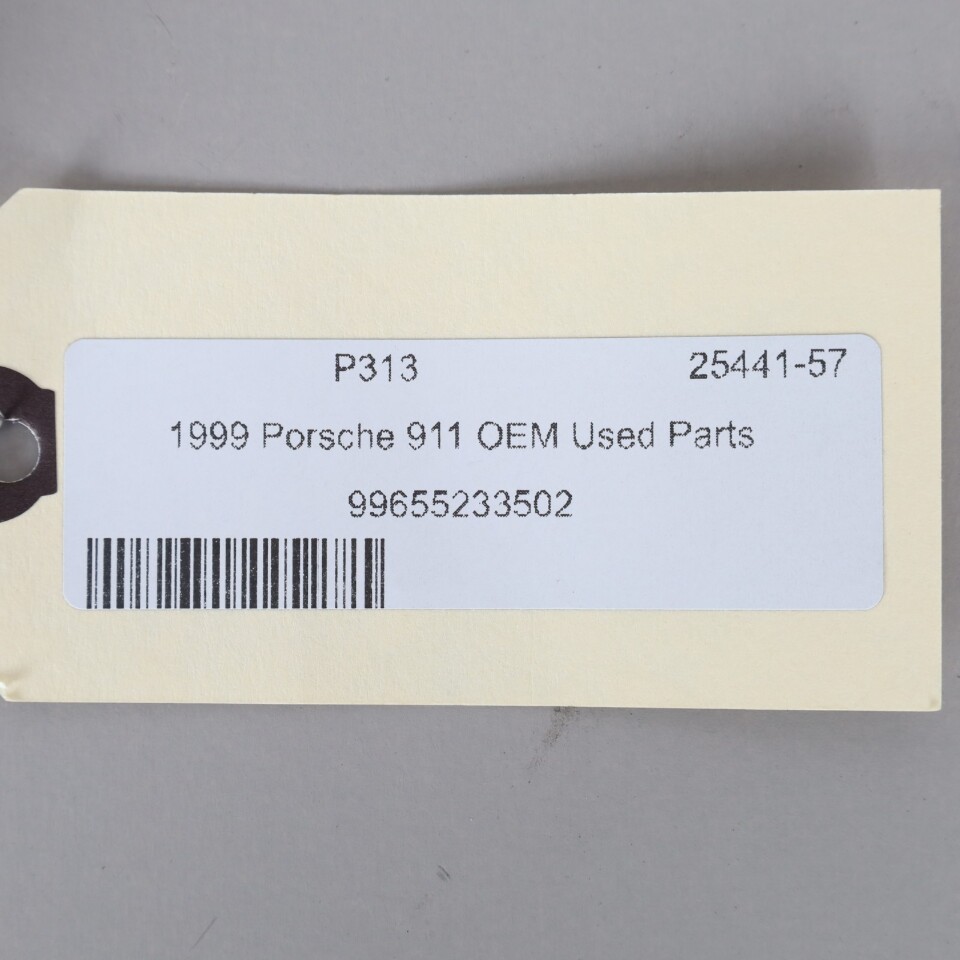 P313 25441-57
1999 Porsche 911 OEM Used Parts
99655233502